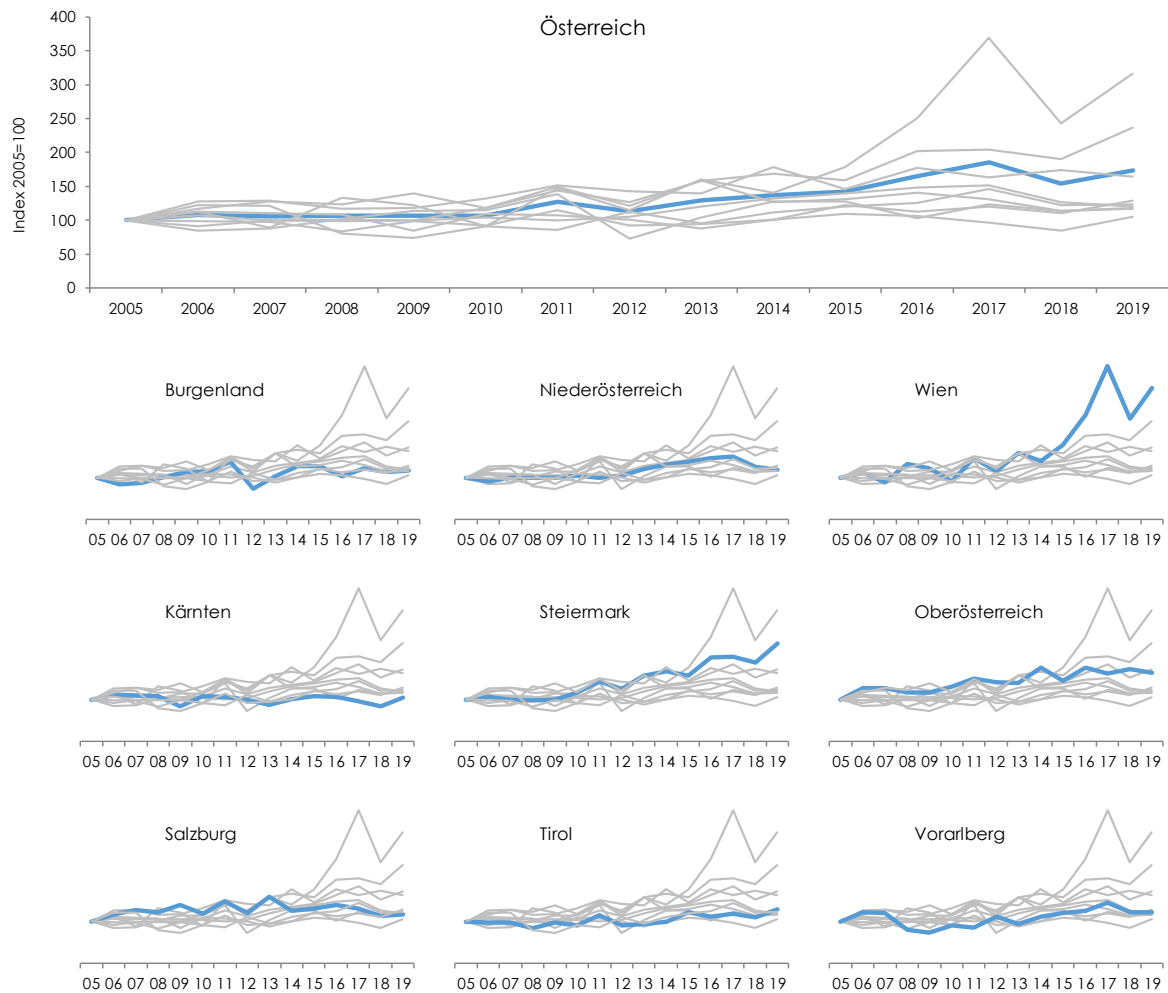 Österreich
Index 2005=100
400
350
300
250
200
150
100
50
0
2005 2006 2007 2008 2009 2010 2011 2012 2013 2014 2015 2016 2017 2018 2019
Burgenland
Niederösterreich
Wien
05 06 07 08 09 10 11 12 13 14 15 16 17 18 19
05 06 07 08 09 10 11 12 13 14 15 16 17 18 19
05 06 07 08 09 10 11 12 13 14 15 16 17 18 19
Kärnten
Steiermark
Oberösterreich
05 06 07 08 09 10 11 12 13 14 15 16 17 18 19
05 06 07 08 09 10 11 12 13 14 15 16 17 18 19
05 06 07 08 09 10 11 12 13 14 15 16 17 18 19
Salzburg
Tirol
Vorarlberg
05 06 07 08 09 10 11 12 13 14 15 16 17 18 19
05 06 07 08 09 10 11 12 13 14 15 16 17 18 19
05 06 07 08 09 10 11 12 13 14 15 16 17 18 19